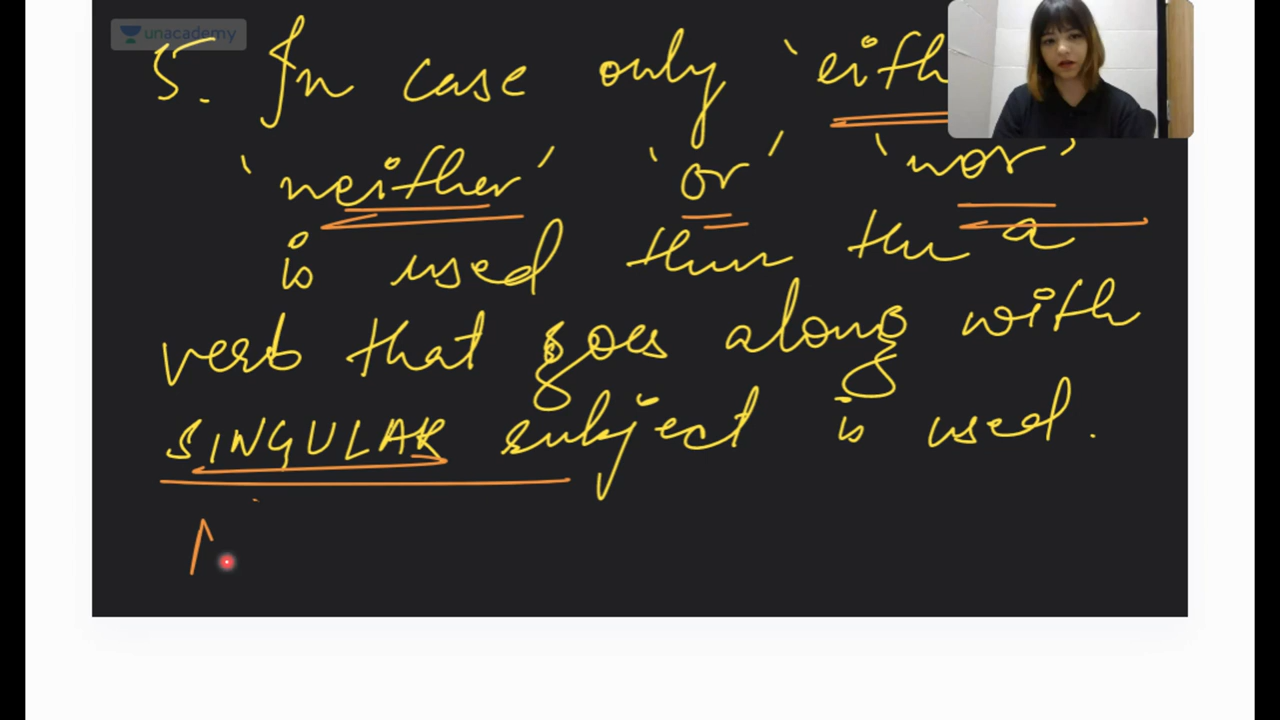 unacademy
5. In case only 'eith
'neither' 'or' 'nor'
is used then the a
verb that goes along with
SINGULAR subject is used.